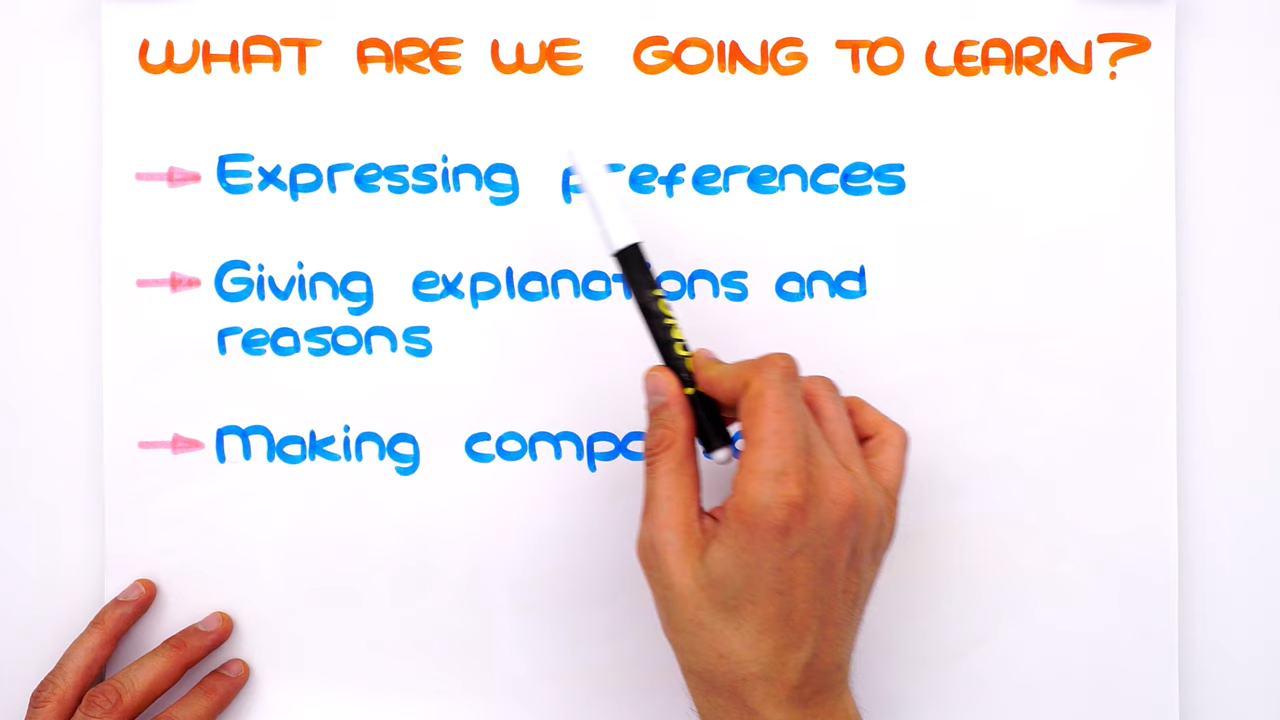 WHAT ARE WE GOING TO LEARN?
Expressing preferences
Giving explanations and
reasons
Making